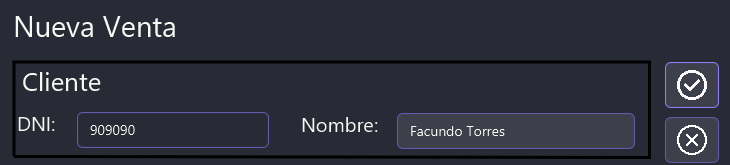 Nueva Venta
Cliente
DNI: 909090 Nombre: Facundo Torres